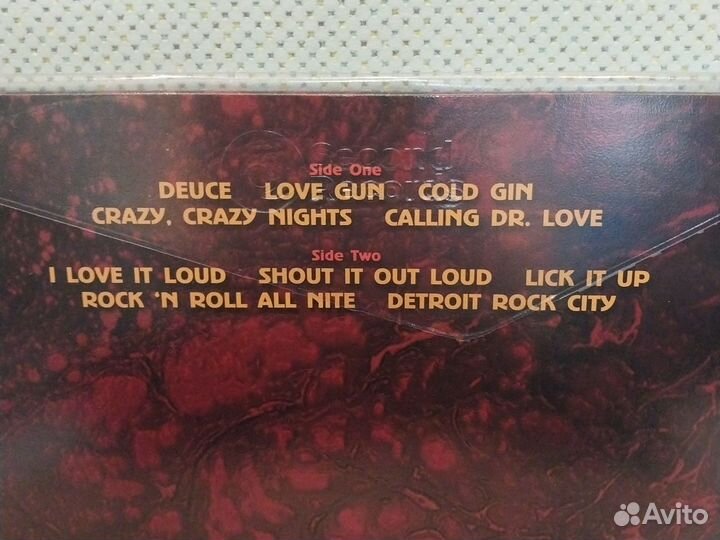 Second
Side One
DEUCE LOVE GUN COLD GIN
CRAZY, CRAZY NIGHTS CALLING DR. LOVE
Side Two
I LOVE IT LOUD SHOUT IT OUT LOUD LICK IT UP
ROCK 'N ROLL ALL NITE DETROIT ROCK CITY
Avito